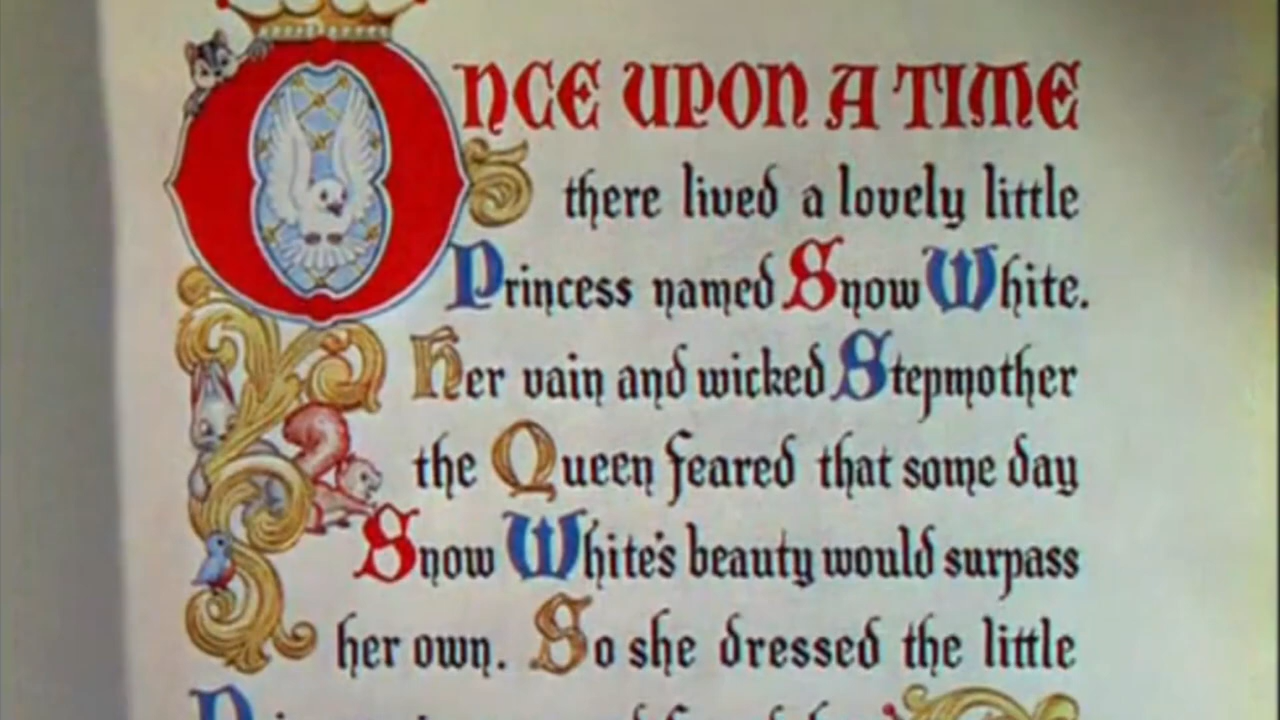 ONCE UPON A TIME
there lived a lovely little
Princess named Snow White.
Her vain and wicked Stepmother
the Queen feared that some day
Snow White's beauty would surpass
her own. So she dressed the little